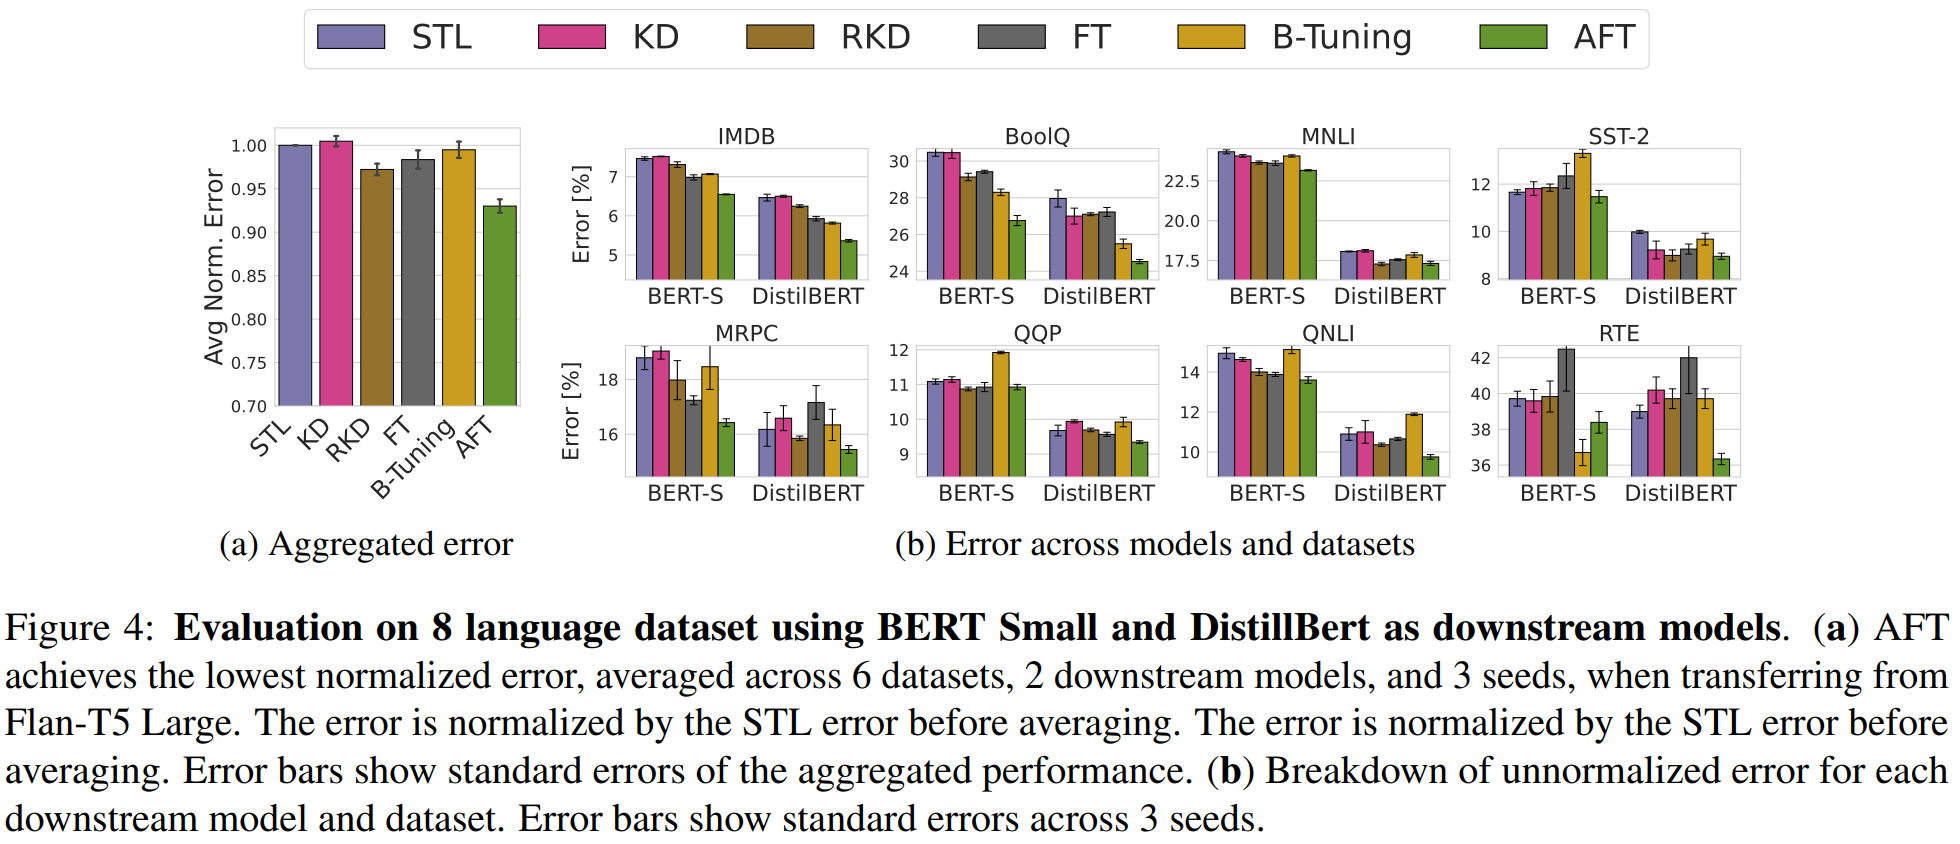 STL KD RKD FT B-Tuning AFT
Avg Norm. Error
1.00
0.95
0.90
0.85
0.80
0.75
0.70
STL KD RKD FT B-Tuning AFT
(a) Aggregated error
IMDB
Error [%]
7
6
5
BERT-S DistilBERT
BoolQ
30
28
26
24
BERT-S DistilBERT
MNLI
22.5
20.0
17.5
BERT-S DistilBERT
SST-2
12
10
8
BERT-S DistilBERT
MRPC
Error [%]
18
16
BERT-S DistilBERT
QQP
12
11
10
9
BERT-S DistilBERT
QNLI
14
12
10
BERT-S DistilBERT
RTE
42
40
38
36
BERT-S DistilBERT
(b) Error across models and datasets
Figure 4: Evaluation on 8 language dataset using BERT Small and DistillBert as downstream models. (a) AFT
achieves the lowest normalized error, averaged across 6 datasets, 2 downstream models, and 3 seeds, when transferring from
Flan-T5 Large. The error is normalized by the STL error before averaging. The error is normalized by the STL error before
averaging. Error bars show standard errors of the aggregated performance. (b) Breakdown of unnormalized error for each
downstream model and dataset. Error bars show standard errors across 3 seeds.